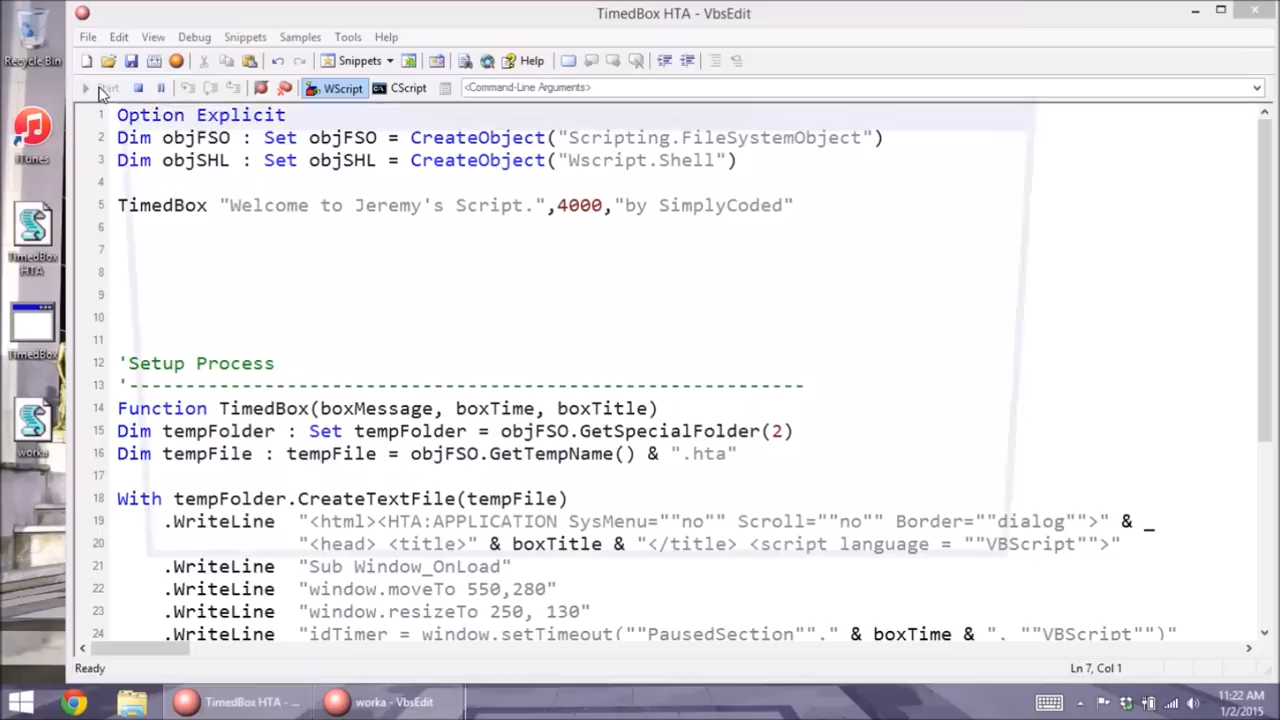 TimedBox HTA - VbsEdit
File Edit View Debug Snippets Samples Tools Help
Snippets Help
Start WScript CScript <Command-Line Arguments>
1 Option Explicit
2 Dim objFSO : Set objFSO = CreateObject("Scripting.FileSystemObject")
3 Dim objSHL : Set objSHL = CreateObject("Wscript.Shell")
4
5 TimedBox "Welcome to Jeremy's Script.",4000,"by SimplyCoded"
6
7
8
9
10
11
12 'Setup Process
13 '------------------------------------------------------------
14 Function TimedBox(boxMessage, boxTime, boxTitle)
15 Dim tempFolder : Set tempFolder = objFSO.GetSpecialFolder(2)
16 Dim tempFile : tempFile = objFSO.GetTempName() & ".hta"
17
18 With tempFolder.CreateTextFile(tempFile)
19 .WriteLine "<html><HTA:APPLICATION SysMenu=""no"" Scroll=""no"" Border=""dialog"">" & _
20 "<head> <title>" & boxTitle & "</title> <script language = ""VBScript"">"
21 .WriteLine "Sub Window_OnLoad"
22 .WriteLine "window.moveTo 550,280"
23 .WriteLine "window.resizeTo 250, 130"
24 .WriteLine "idTimer = window.setTimeout(""PausedSection""," & boxTime & ", ""VBScript"")"
Ready Ln 7, Col 1
Recycle Bin
iTunes
TimedBox
HTA
TimedBox
worka
TimedBox HTA - ...
worka - VbsEdit
11:22 AM
1/2/2015